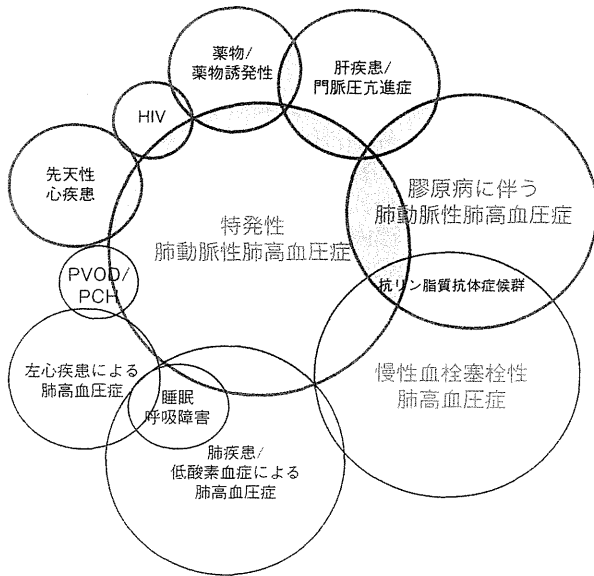 薬物/
薬物誘発性
肝疾患/
門脈圧亢進症
HIV
先天性
心疾患
膠原病に伴う
肺動脈性肺高血圧症
特発性
肺動脈性肺高血圧症
PVOD/
PCH
抗リン脂質抗体症候群
左心疾患による
肺高血圧症
睡眠
呼吸障害
慢性血栓塞栓性
肺高血圧症
肺疾患/
低酸素血症による
肺高血圧症